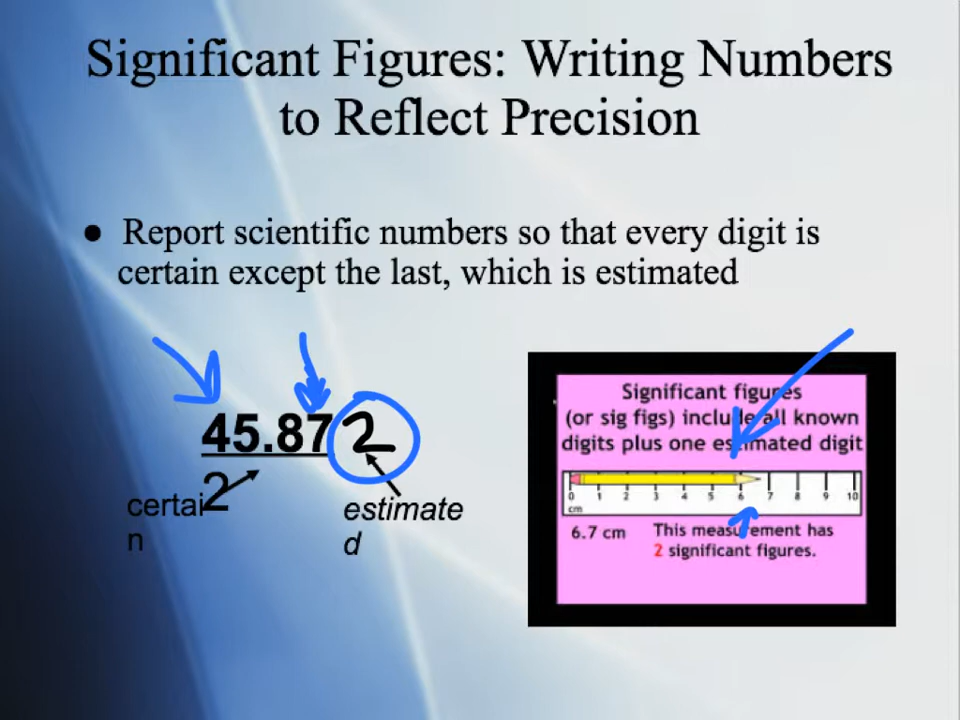 Significant Figures: Writing Numbers
to Reflect Precision
● Report scientific numbers so that every digit is
certain except the last, which is estimated
45.87 2
2
certai
n
estimate
d
Significant figures
(or sig figs) include all known
digits plus one estimated digit
0 1 2 3 4 5 6 7 8 9 10
cm
6.7 cm This measurement has
2 significant figures.